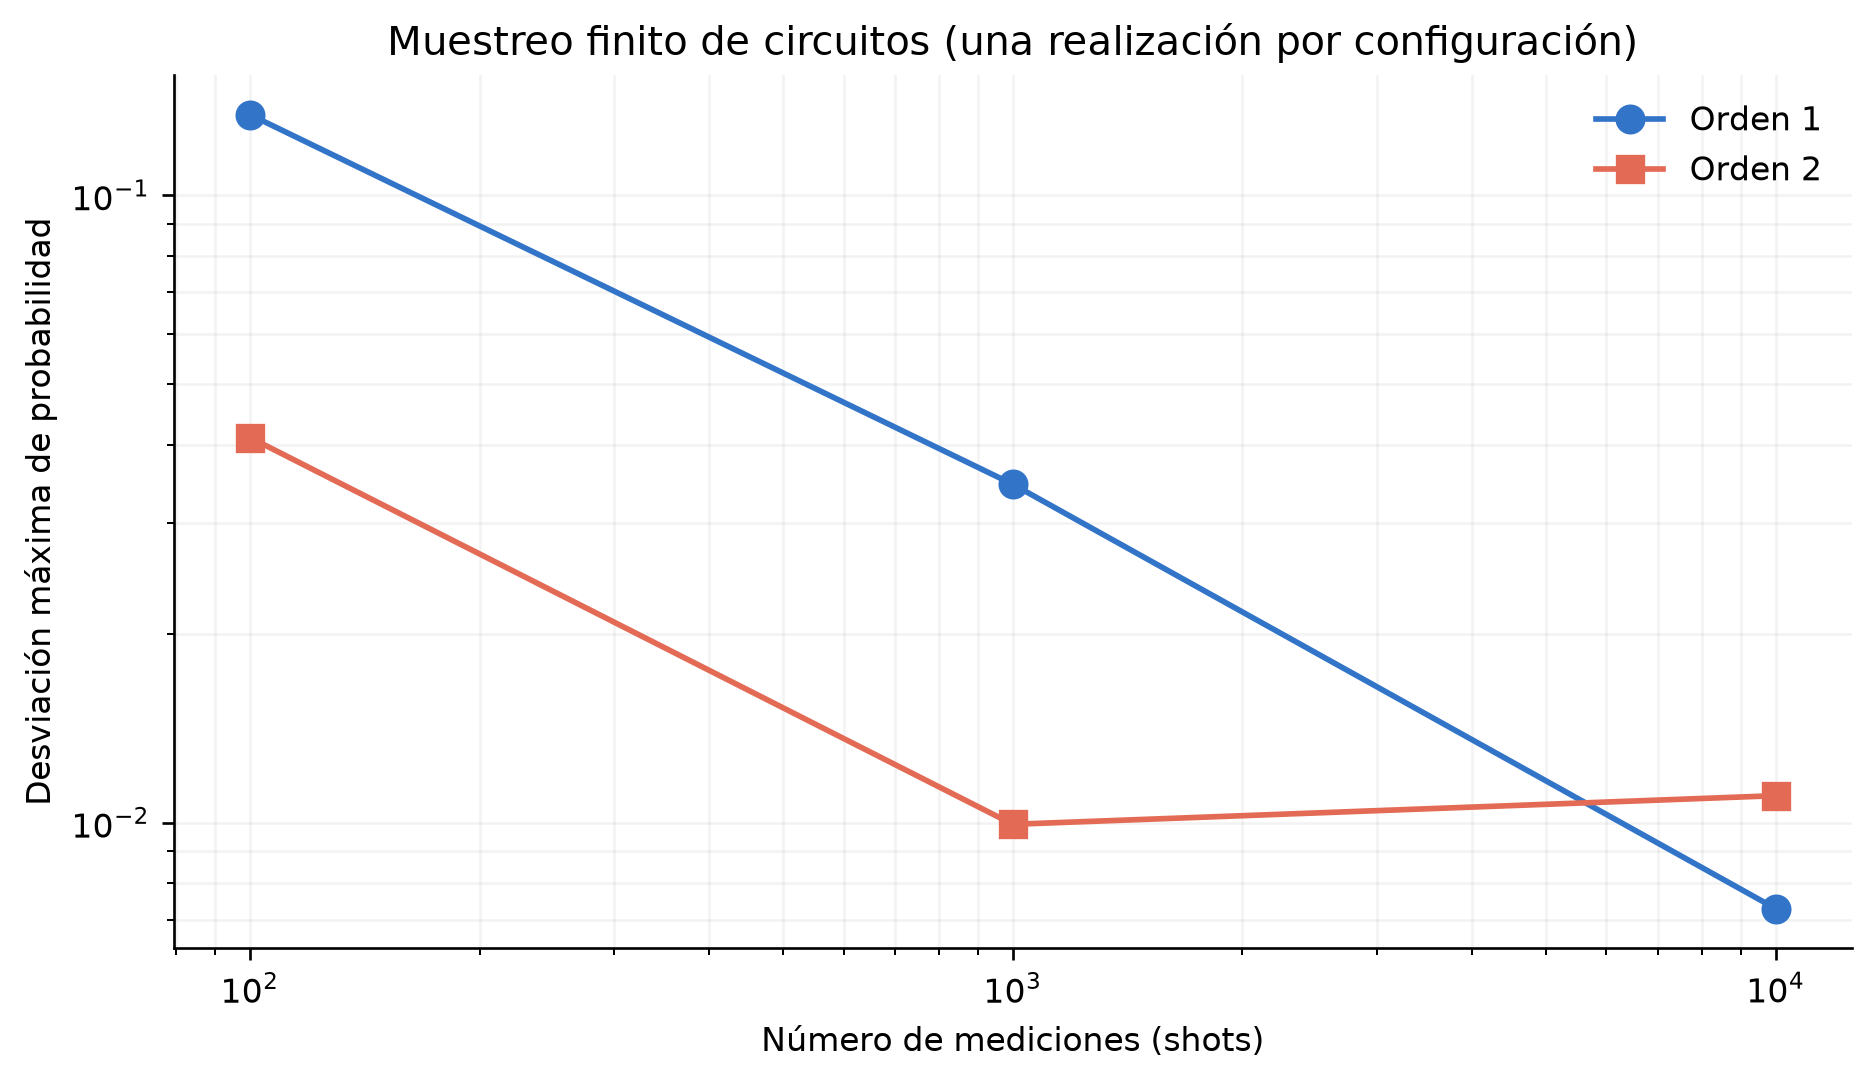 Muestreo finito de circuitos (una realización por configuración)
Orden 1
Orden 2
Desviación máxima de probabilidad
10⁻¹
10⁻²
10² 10³ 10⁴
Número de mediciones (shots)